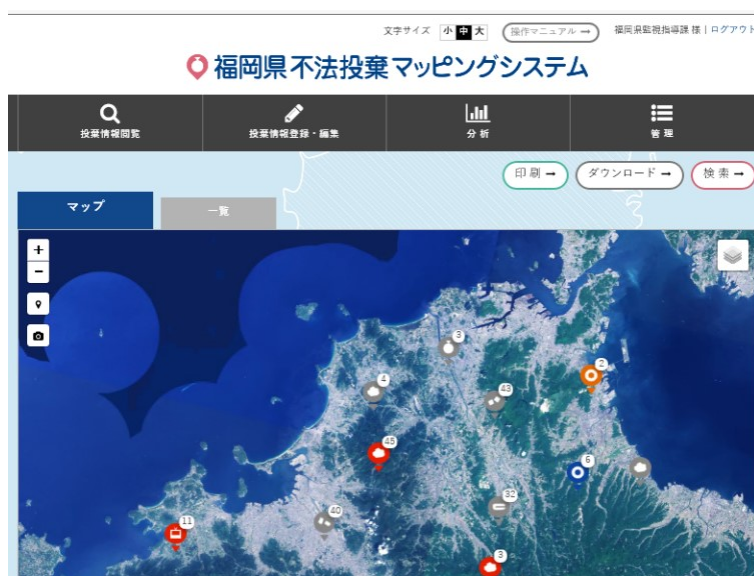 文字サイズ 小 中 大 操作マニュアル 福岡県監視指導課 様 | ログアウト
福岡県不法投棄マッピングシステム
投棄情報閲覧 投棄情報登録・編集 分析 管理
印刷 ダウンロード 検索
マップ 一覧
+
−
3
2
4
43
45
6
32
40
11
3